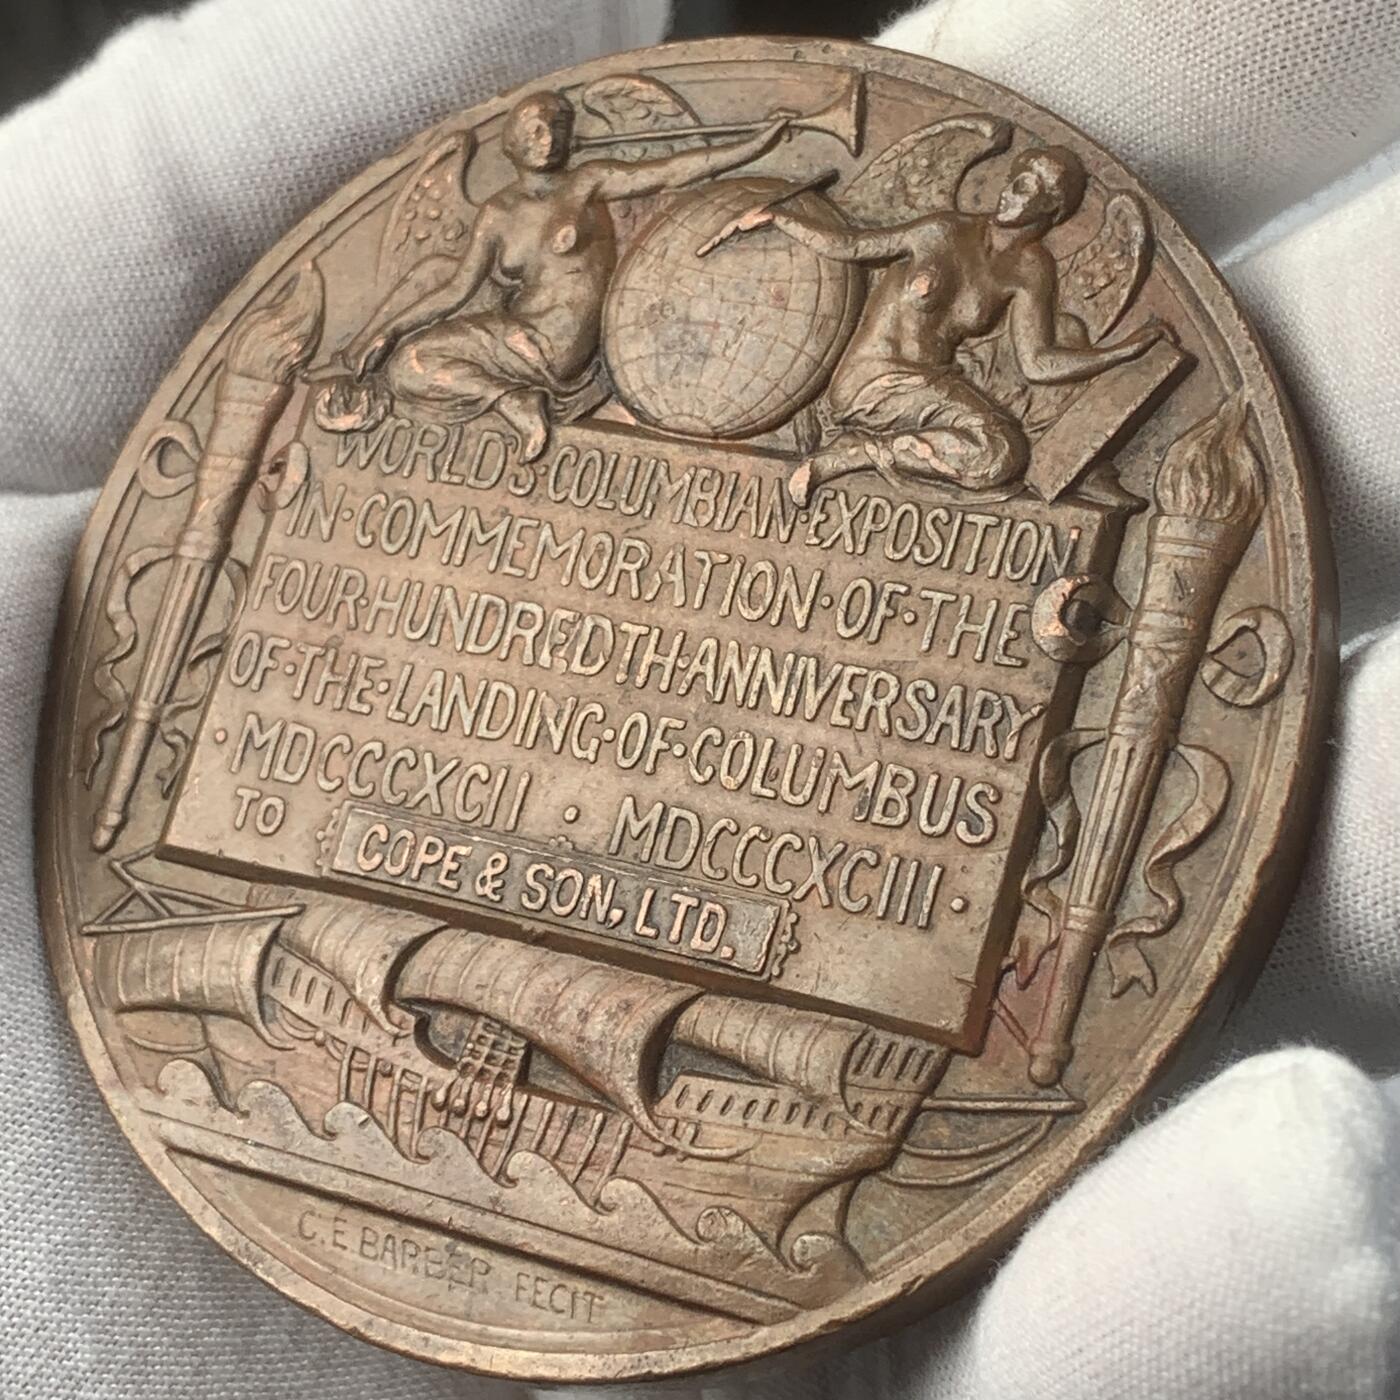 WORLD'S·COLUMBIAN·EXPOSITION
IN·COMMEMORATION·OF·THE
FOUR·HUNDREDTH·ANNIVERSARY
OF·THE·LANDING·OF·COLUMBUS
·MDCCCXCII · MDCCCXCIII·
TO COPE & SON, LTD.
C. E BARBER FECIT